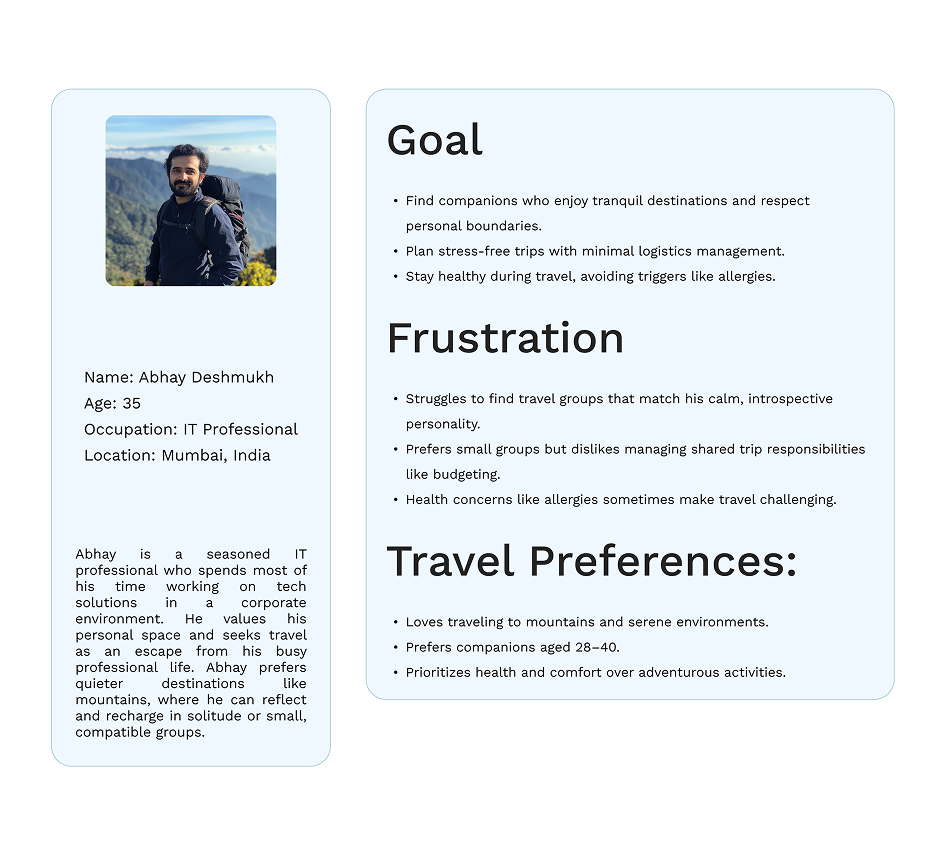 Name: Abhay Deshmukh
Age: 35
Occupation: IT Professional
Location: Mumbai, India
Abhay is a seasoned IT
professional who spends most of
his time working on tech
solutions in a corporate
environment. He values his
personal space and seeks travel
as an escape from his busy
professional life. Abhay prefers
quieter destinations like
mountains, where he can reflect
and recharge in solitude or small,
compatible groups.
Goal
• Find companions who enjoy tranquil destinations and respect
personal boundaries.
• Plan stress-free trips with minimal logistics management.
• Stay healthy during travel, avoiding triggers like allergies.
Frustration
• Struggles to find travel groups that match his calm, introspective
personality.
• Prefers small groups but dislikes managing shared trip responsibilities
like budgeting.
• Health concerns like allergies sometimes make travel challenging.
Travel Preferences:
• Loves traveling to mountains and serene environments.
• Prefers companions aged 28–40.
• Prioritizes health and comfort over adventurous activities.